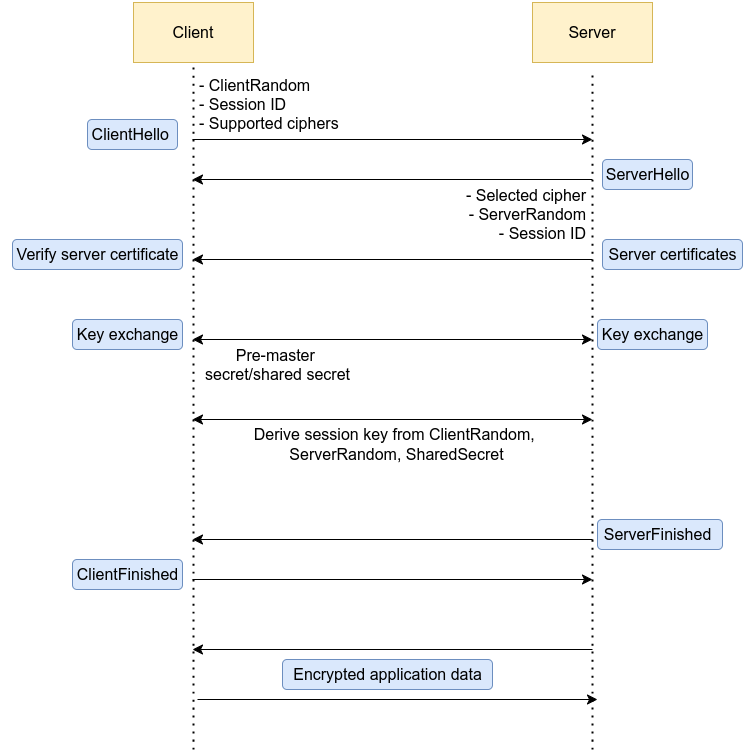 Client
Server
- ClientRandom
- Session ID
- Supported ciphers
ClientHello
ServerHello
- Selected cipher
- ServerRandom
- Session ID
Verify server certificate
Server certificates
Key exchange
Key exchange
Pre-master
secret/shared secret
Derive session key from ClientRandom,
ServerRandom, SharedSecret
ServerFinished
ClientFinished
Encrypted application data